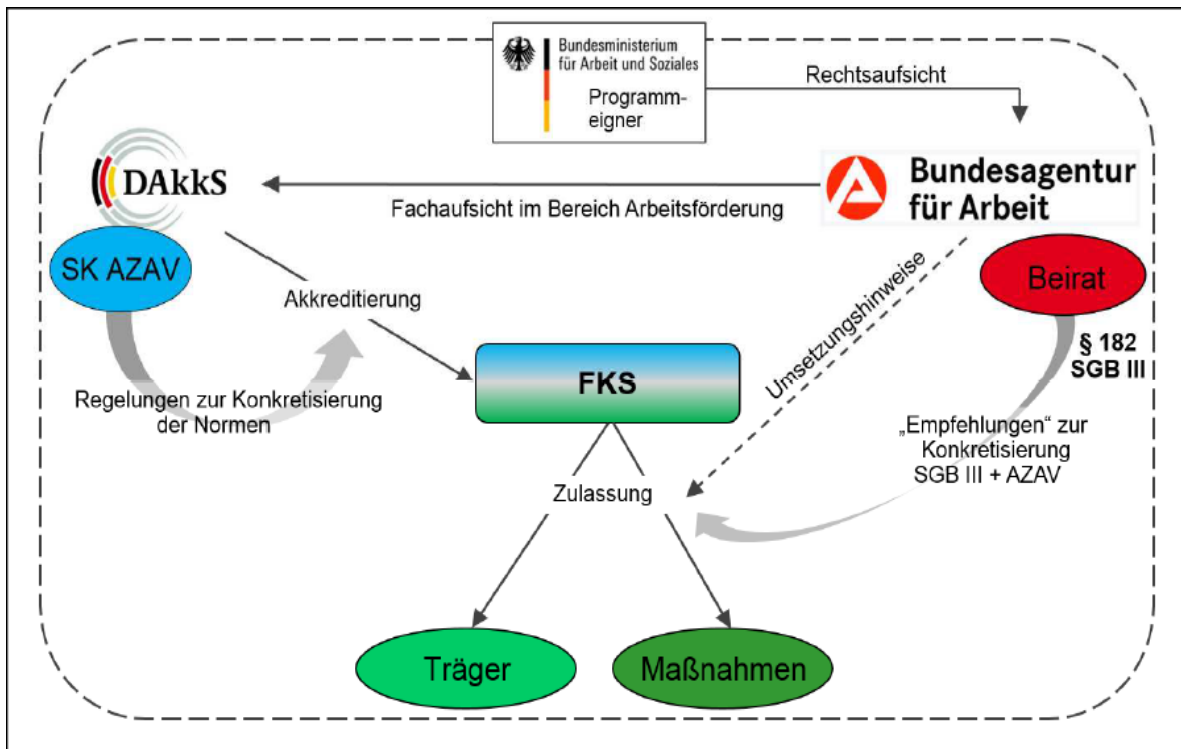 Bundesministerium
für Arbeit und Soziales
Programm-
eigner
Rechtsaufsicht
DAkkS
Bundesagentur
für Arbeit
Fachaufsicht im Bereich Arbeitsförderung
SK AZAV
Beirat
Akkreditierung
Umsetzungshinweise
§ 182
SGB III
FKS
Regelungen zur Konkretisierung
der Normen
„Empfehlungen“ zur
Konkretisierung
SGB III + AZAV
Zulassung
Träger
Maßnahmen